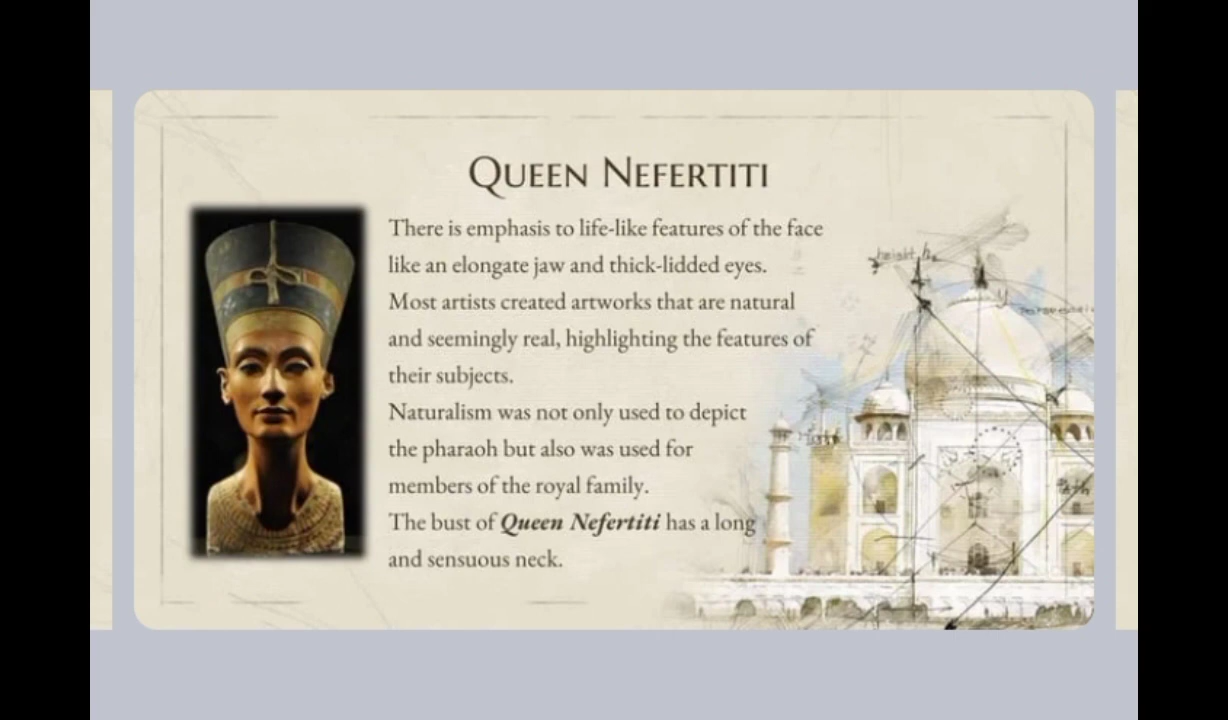 QUEEN NEFERTITI
There is emphasis to life-like features of the face
like an elongate jaw and thick-lidded eyes.
Most artists created artworks that are natural
and seemingly real, highlighting the features of
their subjects.
Naturalism was not only used to depict
the pharaoh but also was used for
members of the royal family.
The bust of Queen Nefertiti has a long
and sensuous neck.
height